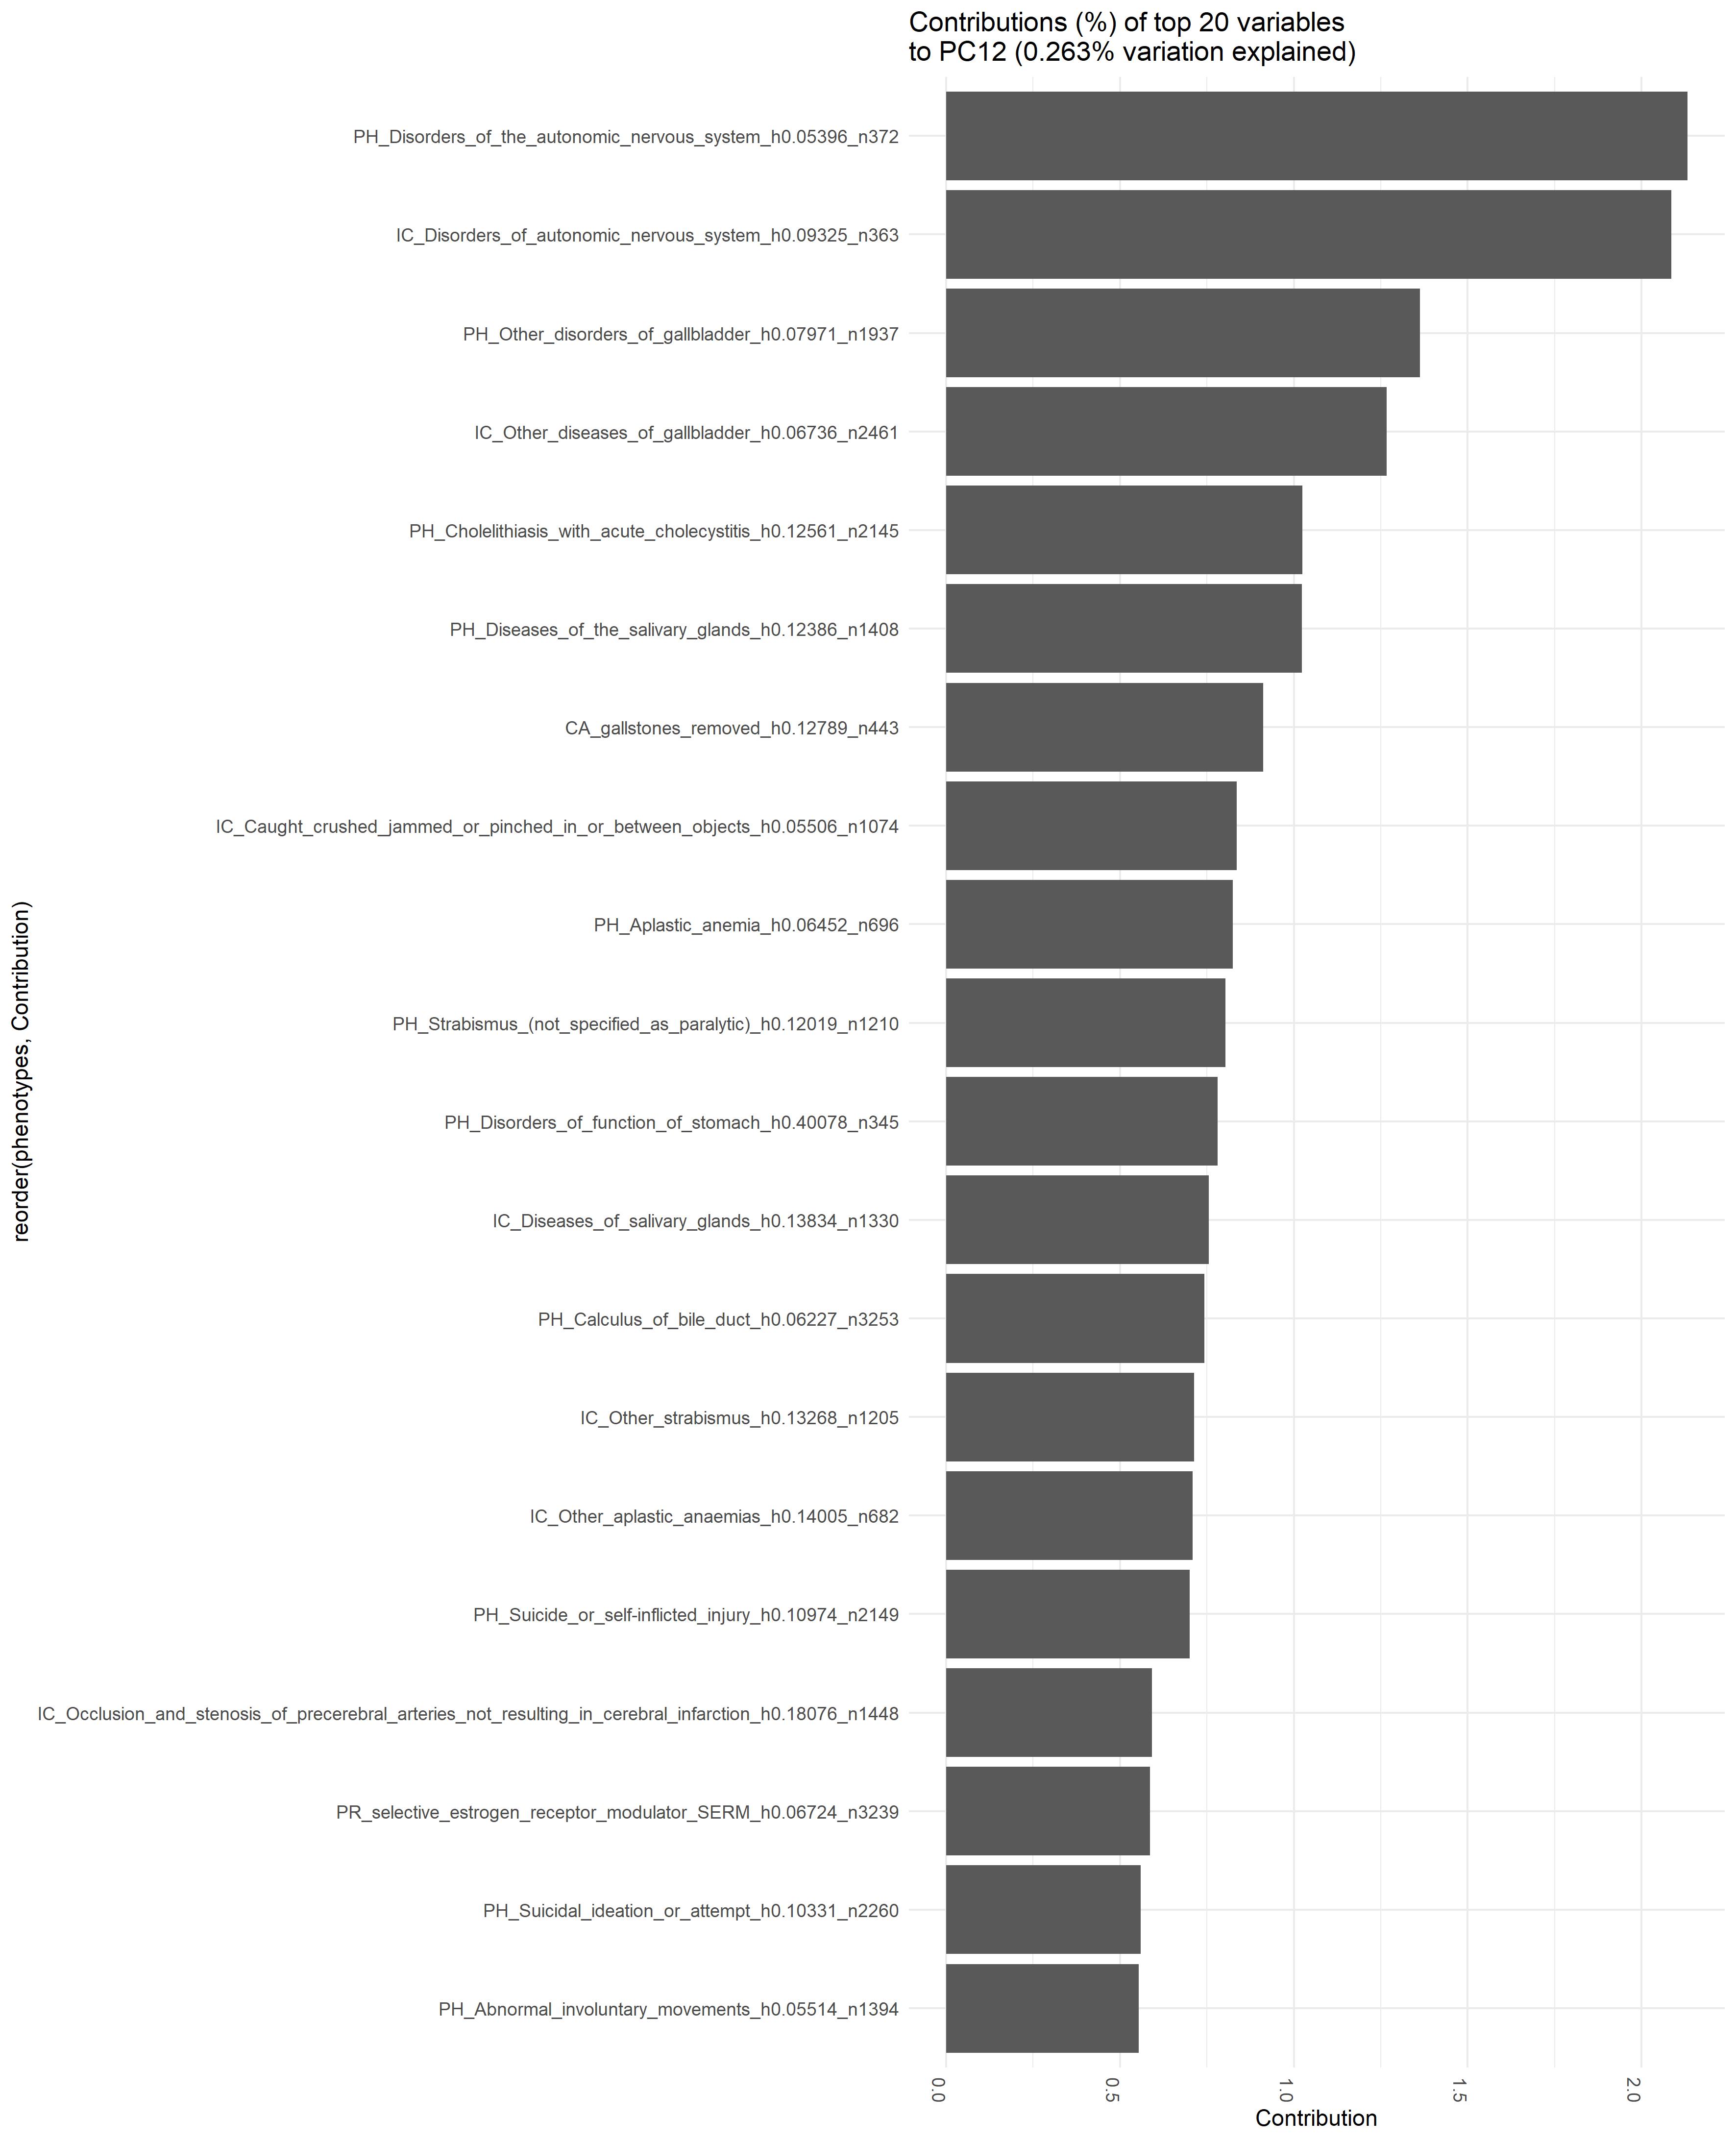 Contributions (%) of top 20 variables
to PC12 (0.263% variation explained)
PH_Disorders_of_the_autonomic_nervous_system_h0.05396_n372
IC_Disorders_of_autonomic_nervous_system_h0.09325_n363
PH_Other_disorders_of_gallbladder_h0.07971_n1937
IC_Other_diseases_of_gallbladder_h0.06736_n2461
PH_Cholelithiasis_with_acute_cholecystitis_h0.12561_n2145
PH_Diseases_of_the_salivary_glands_h0.12386_n1408
CA_gallstones_removed_h0.12789_n443
IC_Caught_crushed_jammed_or_pinched_in_or_between_objects_h0.05506_n1074
PH_Aplastic_anemia_h0.06452_n696
PH_Strabismus_(not_specified_as_paralytic)_h0.12019_n1210
PH_Disorders_of_function_of_stomach_h0.40078_n345
IC_Diseases_of_salivary_glands_h0.13834_n1330
PH_Calculus_of_bile_duct_h0.06227_n3253
IC_Other_strabismus_h0.13268_n1205
IC_Other_aplastic_anaemias_h0.14005_n682
PH_Suicide_or_self-inflicted_injury_h0.10974_n2149
IC_Occlusion_and_stenosis_of_precerebral_arteries_not_resulting_in_cerebral_infarction_h0.18076_n1448
PR_selective_estrogen_receptor_modulator_SERM_h0.06724_n3239
PH_Suicidal_ideation_or_attempt_h0.10331_n2260
PH_Abnormal_involuntary_movements_h0.05514_n1394
reorder(phenotypes, Contribution)
0.0
0.5
1.0
1.5
2.0
Contribution